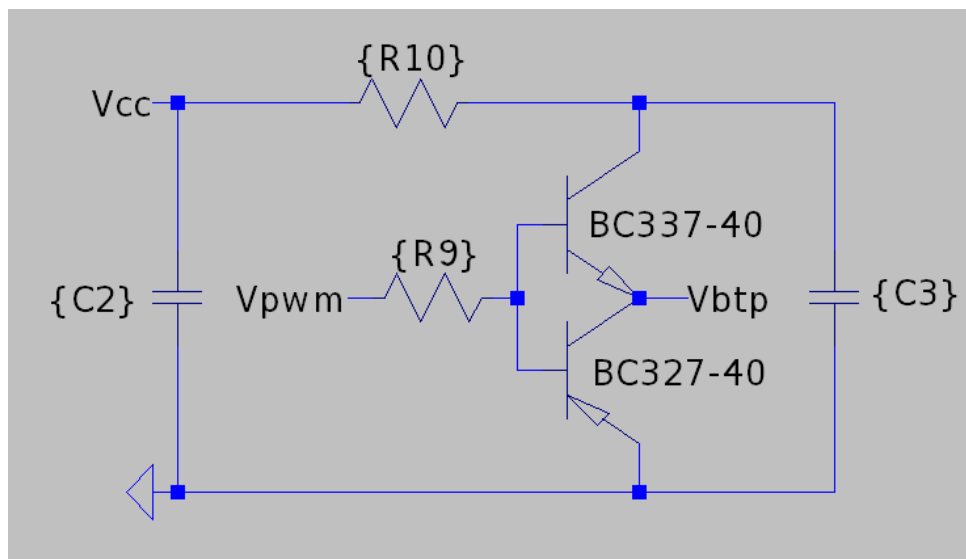 {R10}
Vcc
BC337-40
{R9}
{C2}
Vpwm
Vbtp
{C3}
BC327-40